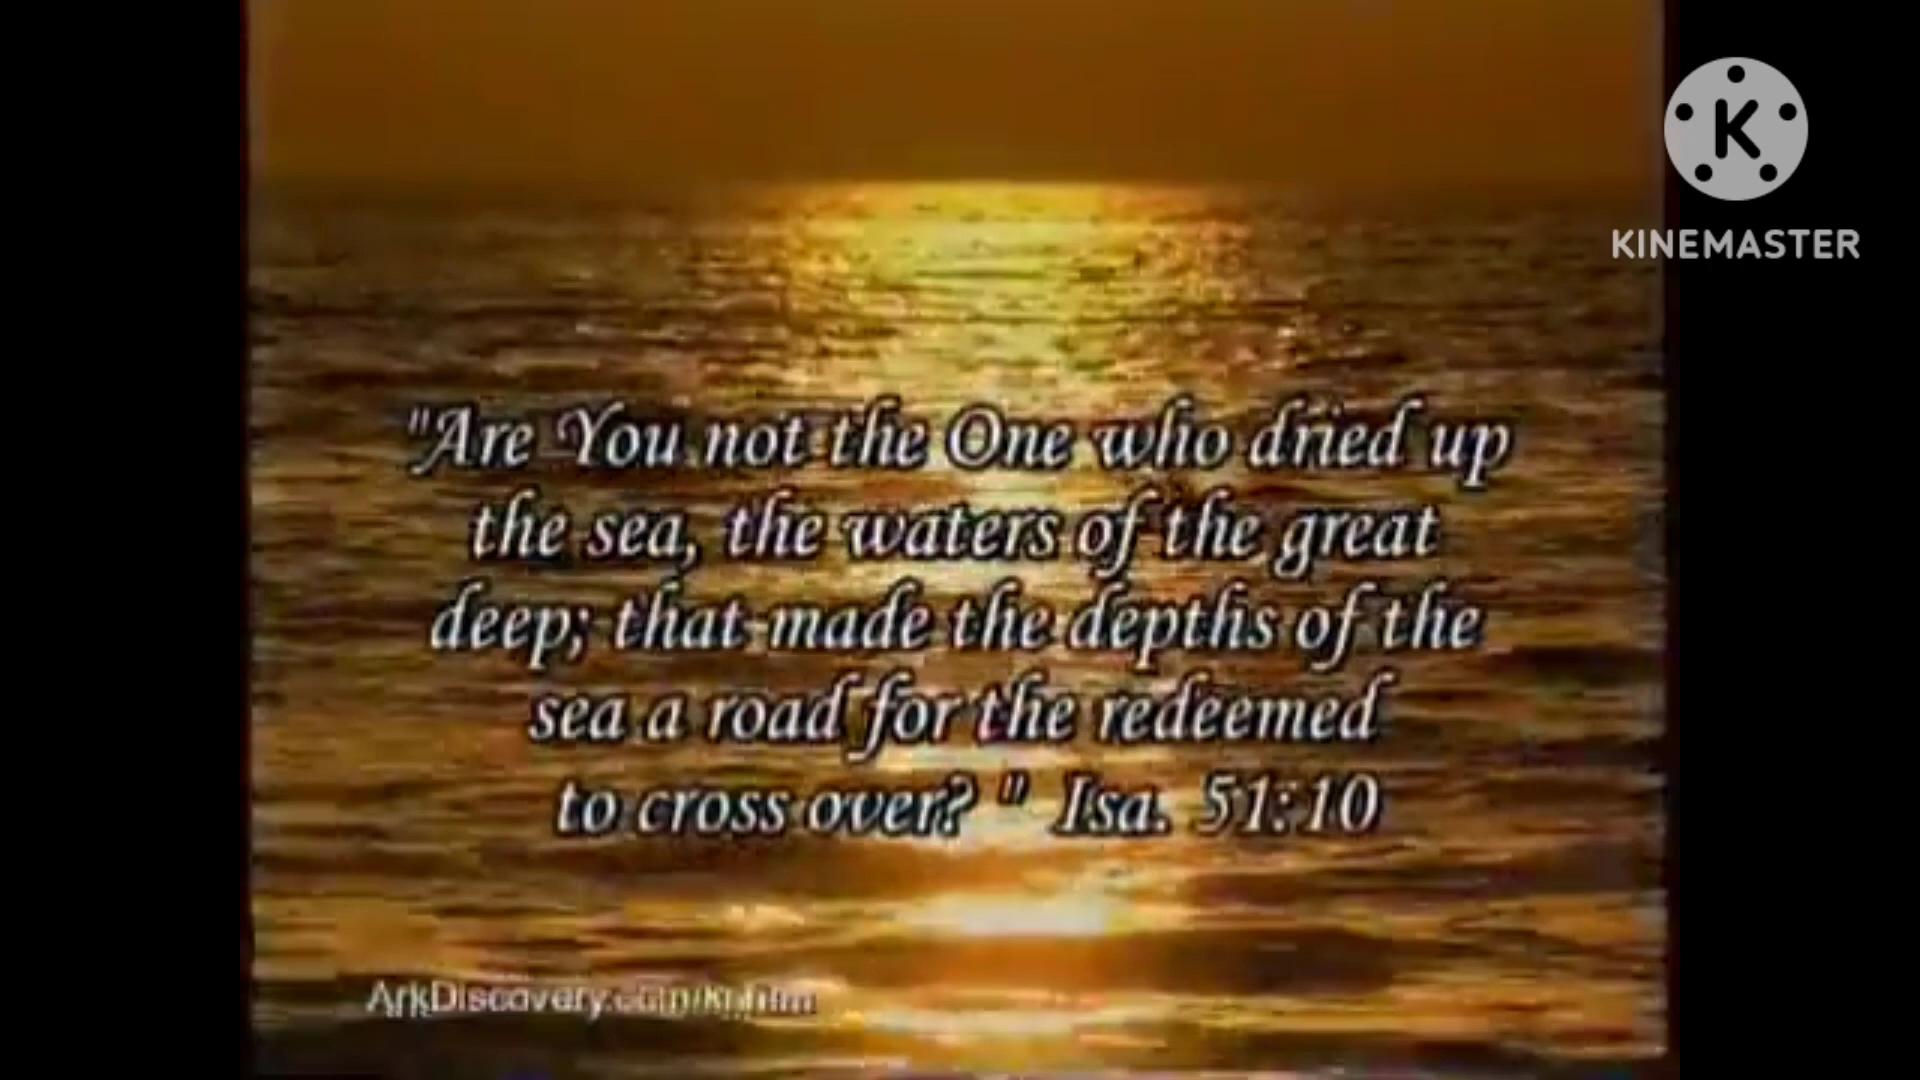 K
KINEMASTER
"Are You not the One who dried up
the sea, the waters of the great
deep; that made the depths of the
sea a road for the redeemed
to cross over? " Isa. 51:10